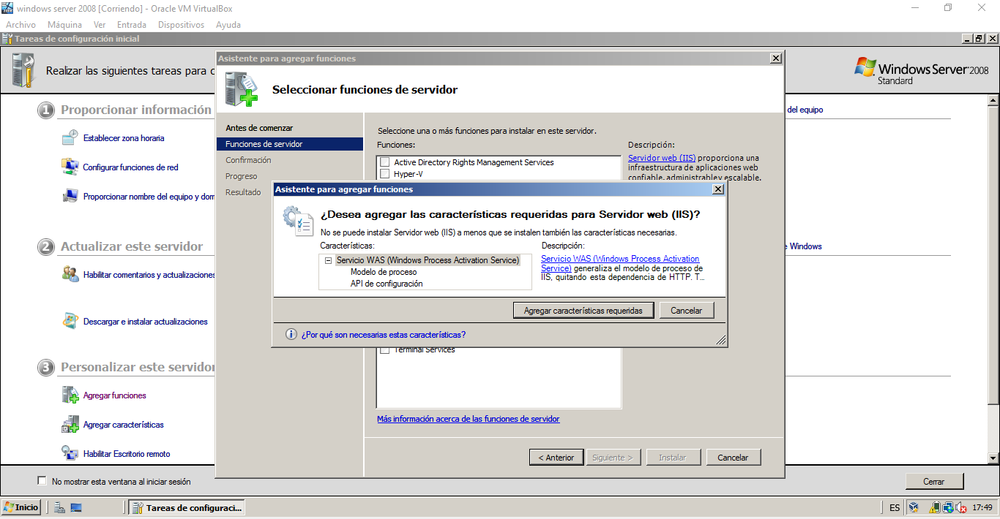 windows server 2008 [Corriendo] - Oracle VM VirtualBox
Archivo Máquina Ver Entrada Dispositivos Ayuda
Tareas de configuración inicial
Realizar las siguientes tareas para c
Windows Server 2008
Standard
1 Proporcionar información
del equipo
Establecer zona horaria
Configurar funciones de red
Proporcionar nombre del equipo y dom
2 Actualizar este servidor
e Windows
Habilitar comentarios y actualizaciones
Descargar e instalar actualizaciones
3 Personalizar este servidor
Agregar funciones
Agregar características
Habilitar Escritorio remoto
No mostrar esta ventana al iniciar sesión
Cerrar
Asistente para agregar funciones
Seleccionar funciones de servidor
Antes de comenzar
Funciones de servidor
Confirmación
Progreso
Resultado
Seleccione una o más funciones para instalar en este servidor.
Funciones:
Active Directory Rights Management Services
Hyper-V
Terminal Services
Descripción:
Servidor web (IIS) proporciona una
infraestructura de aplicaciones web
confiable, administrable y escalable.
Más información acerca de las funciones de servidor
< Anterior Siguiente > Instalar Cancelar
Asistente para agregar funciones
¿Desea agregar las características requeridas para Servidor web (IIS)?
No se puede instalar Servidor web (IIS) a menos que se instalen también las características necesarias.
Características:
Servicio WAS (Windows Process Activation Service)
Modelo de proceso
API de configuración
Descripción:
Servicio WAS (Windows Process Activation
Service) generaliza el modelo de proceso de
IIS, quitando esta dependencia de HTTP. T...
Agregar características requeridas Cancelar
¿Por qué son necesarias estas características?
Inicio
Tareas de configuraci...
ES
17:49